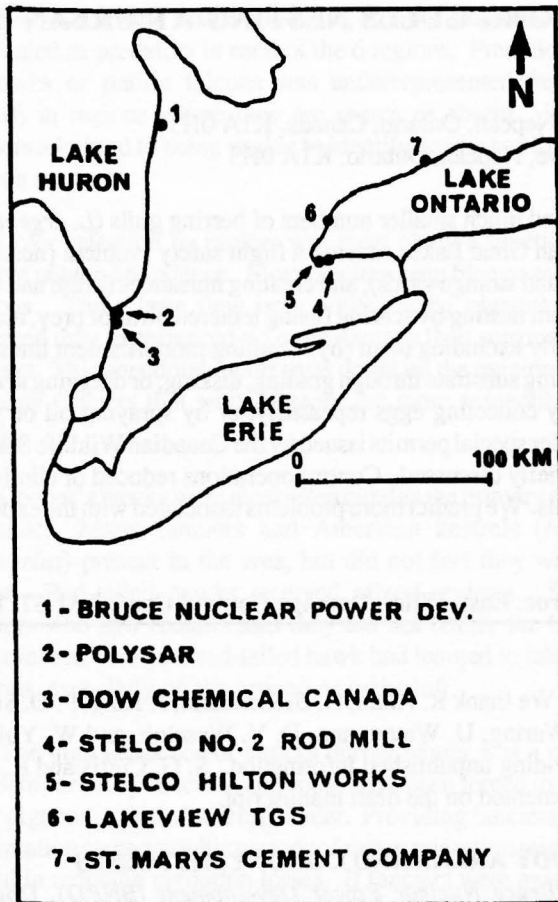 N
1
LAKE
HURON
7
LAKE
ONTARIO
6
5
4
2
3
LAKE
ERIE
0
100 KM
1- BRUCE NUCLEAR POWER DEV.
2- POLYSAR
3- DOW CHEMICAL CANADA
4- STELCO NO. 2 ROD MILL
5- STELCO HILTON WORKS
6- LAKEVIEW TGS
7- ST. MARYS CEMENT COMPANY